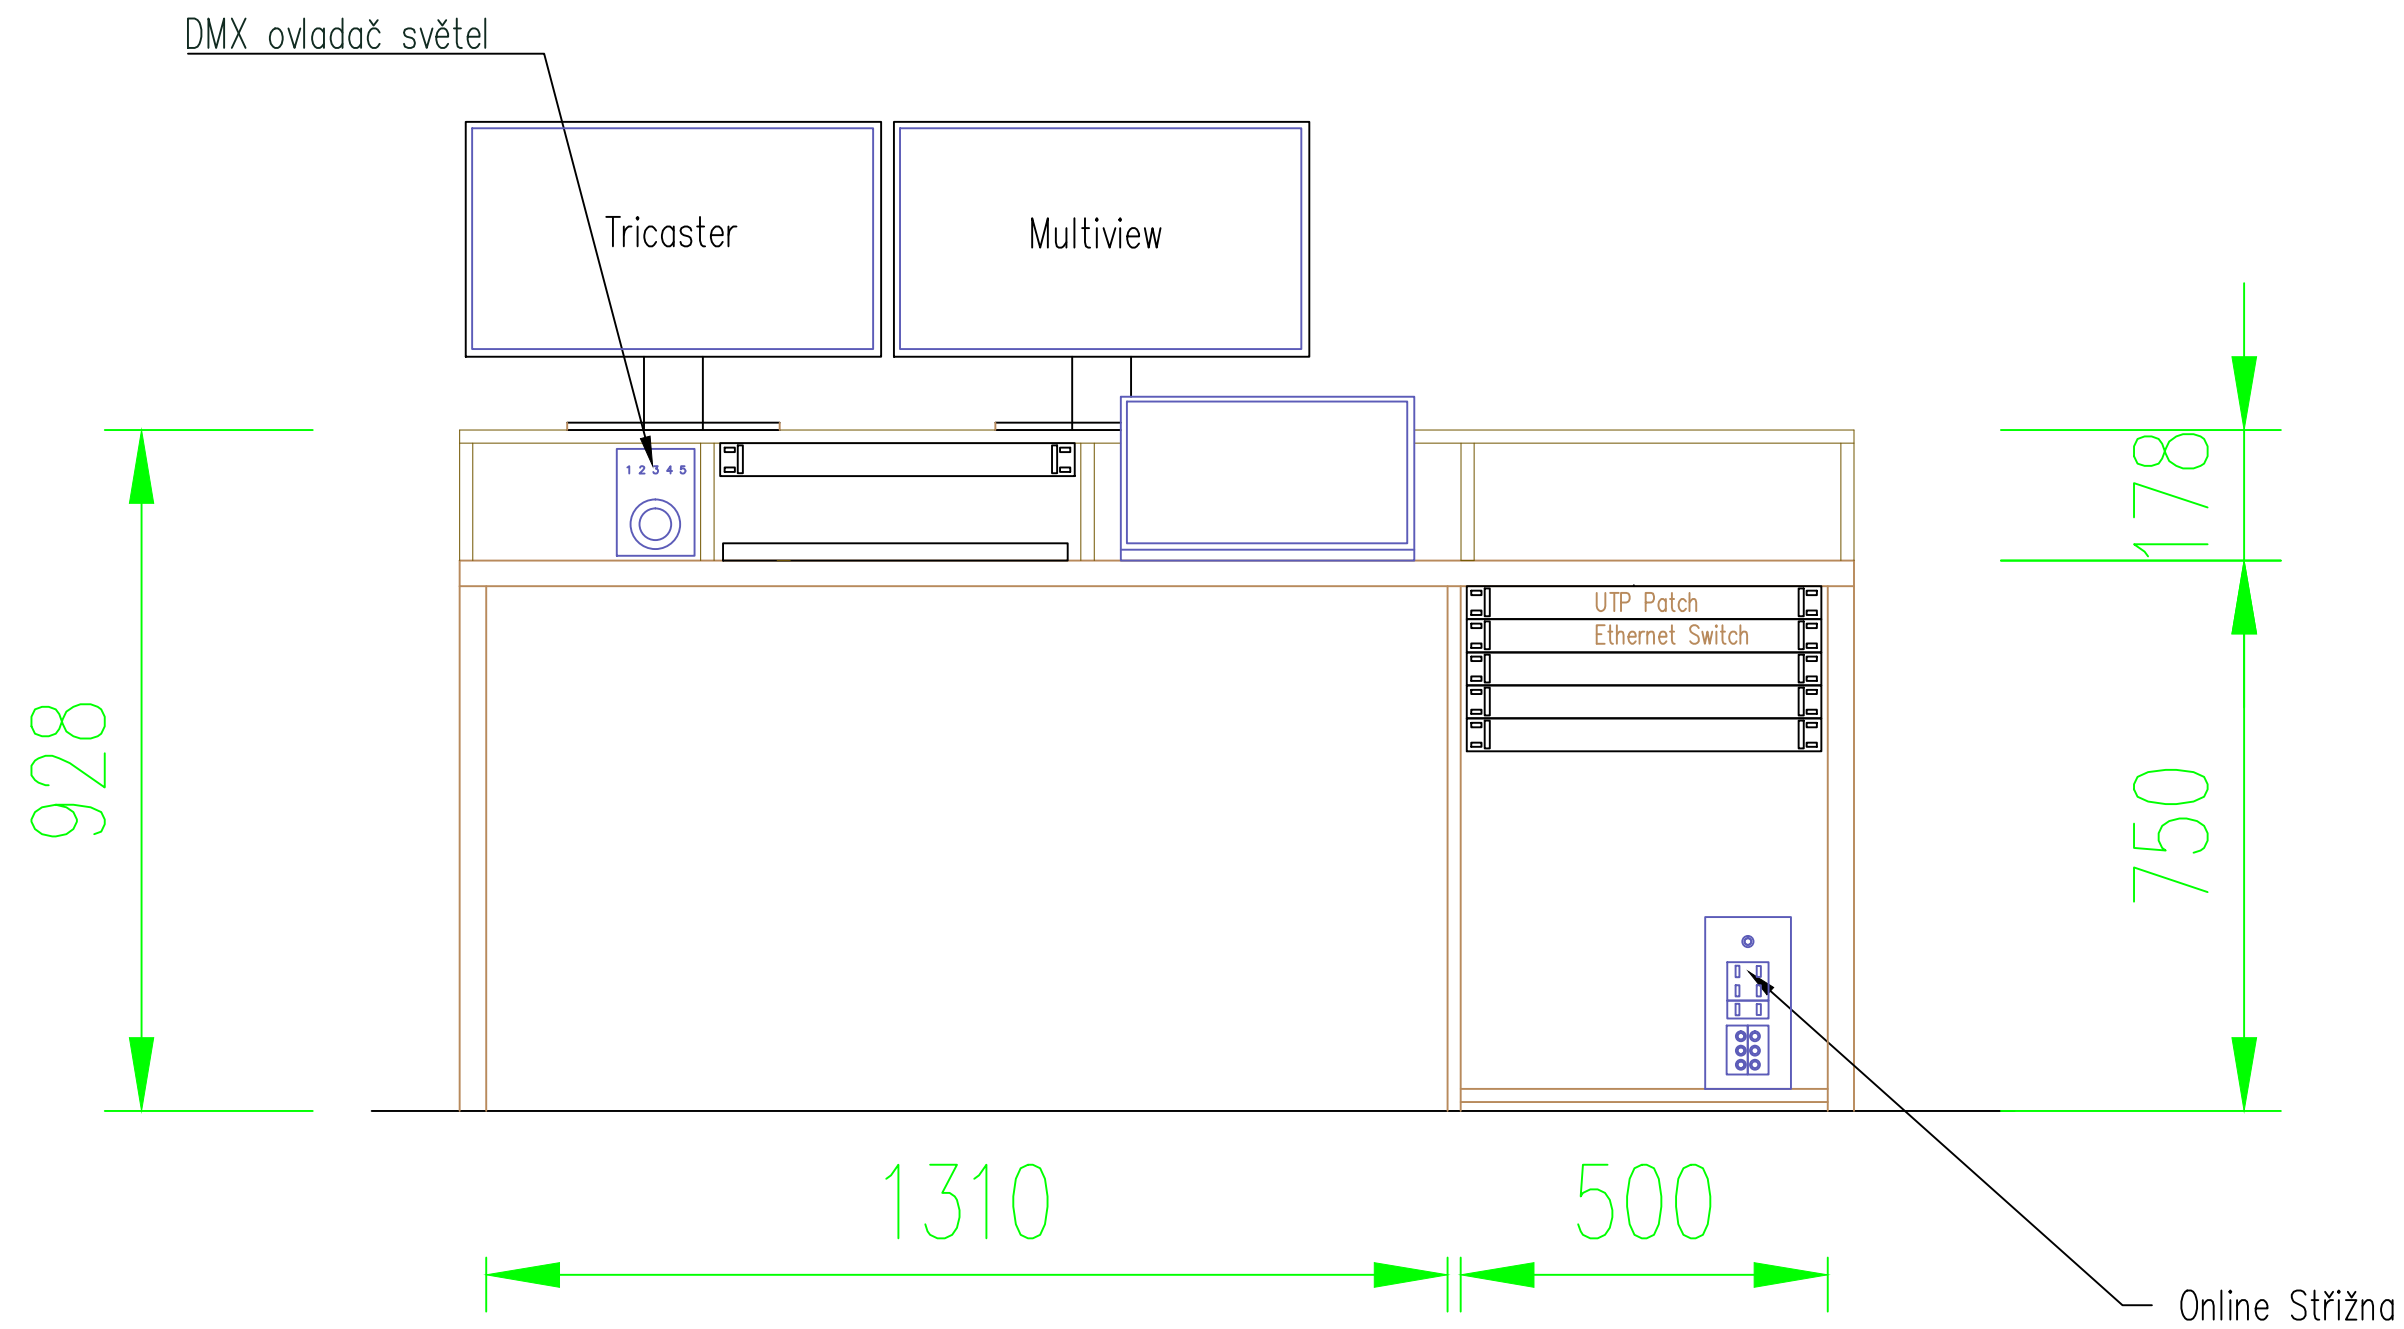 DMX ovladač světel
Tricaster
Multiview
1 2 3 4 5
178
UTP Patch
Ethernet Switch
928
750
1310
500
Online Střižna